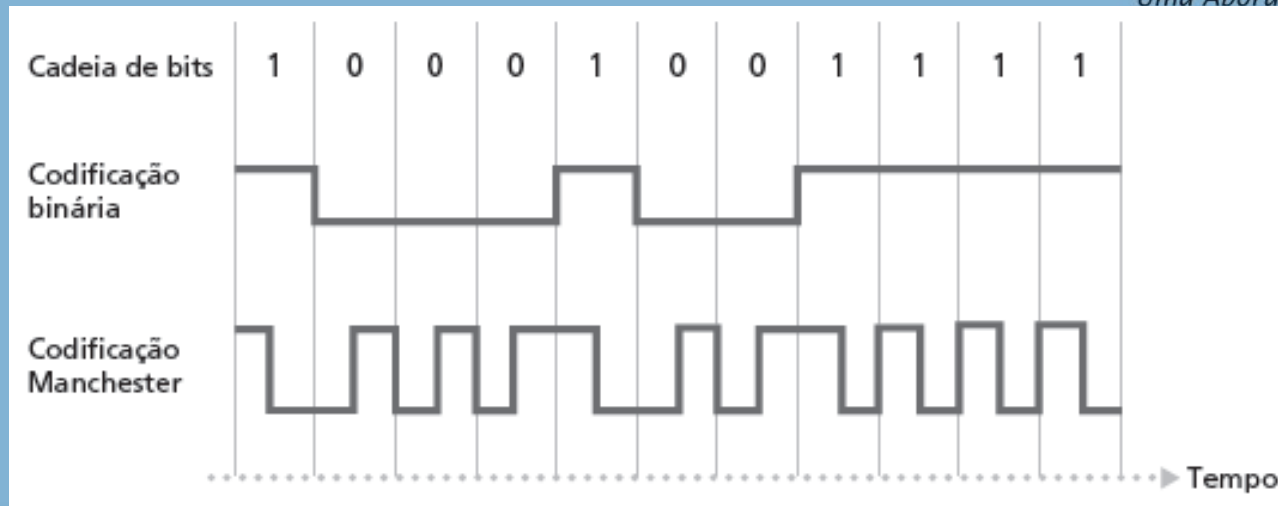 Cadeia de bits 1 0 0 0 1 0 0 1 1 1 1
Codificação
binária
Codificação
Manchester
Tempo